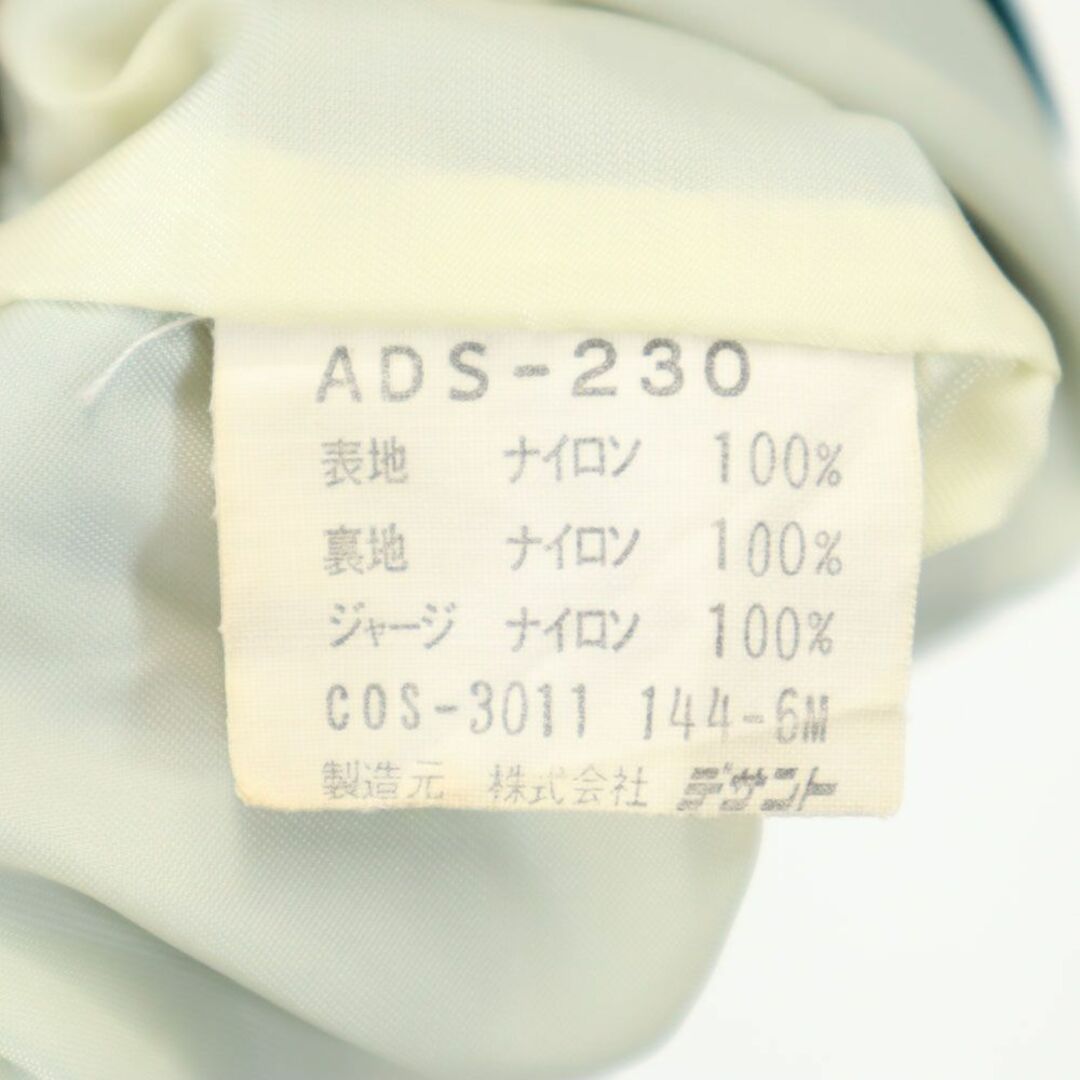 ADS-230
表地 ナイロン 100%
裏地 ナイロン 100%
ジャージ ナイロン 100%
COS-3011 144-6M
製造元 株式会社 デサント